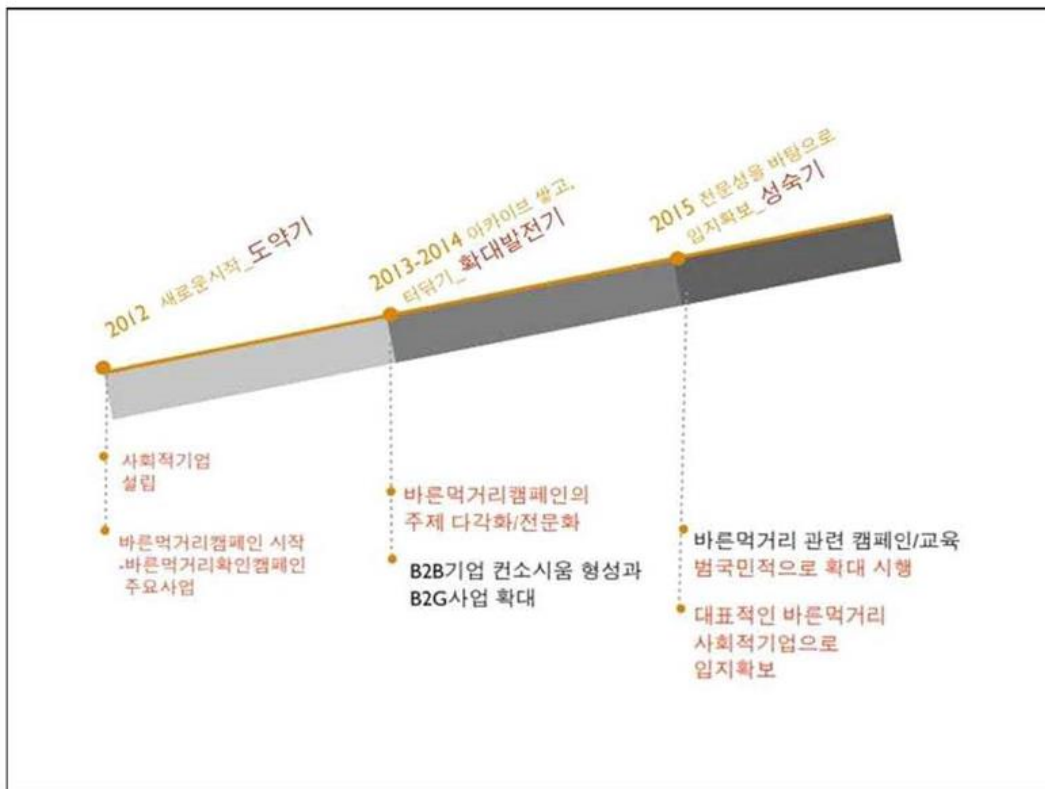 2012 새로운시작_도약기
사회적기업
설립
바른먹거리캠페인 시작
-바른먹거리확인캠페인
주요사업
2013-2014 아카이브 쌓고,
터닦기_확대발전기
바른먹거리캠페인의
주제 다각화/전문화
B2B기업 컨소시움 형성과
B2G사업 확대
2015 전문성을 바탕으로
입지확보_성숙기
바른먹거리 관련 캠페인/교육
범국민적으로 확대 시행
대표적인 바른먹거리
사회적기업으로
입지확보